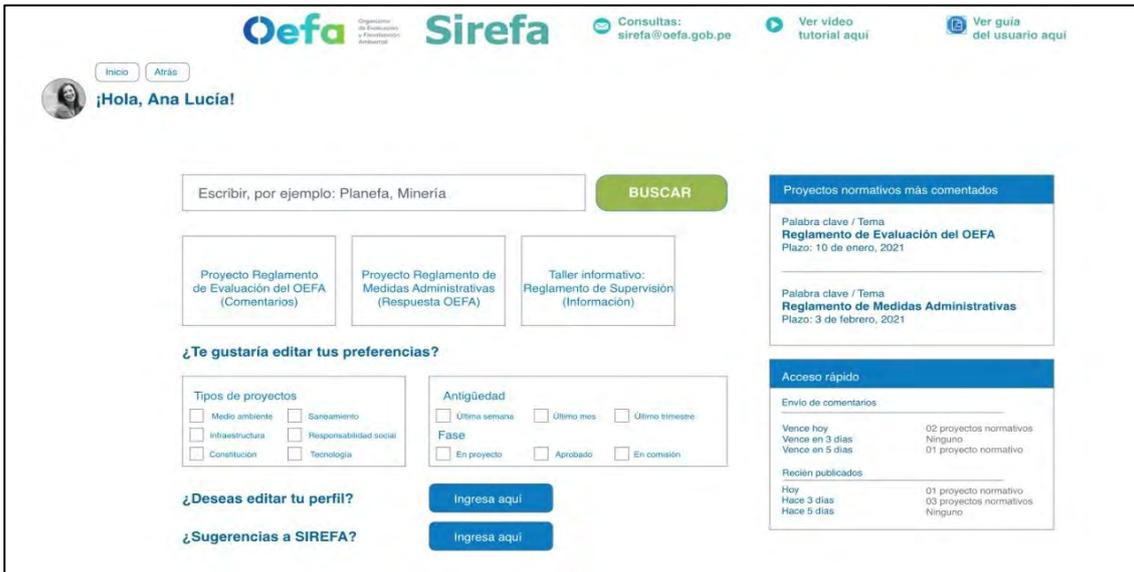 Oefa
Organismo
de Evaluación
y Fiscalización
Ambiental
Sirefa
Consultas:
sirefa@oefa.gob.pe
Ver video
tutorial aquí
Ver guía
del usuario aquí
Inicio
Atrás
¡Hola, Ana Lucía!
Escribir, por ejemplo: Planefa, Minería
BUSCAR
Proyecto Reglamento
de Evaluación del OEFA
(Comentarios)
Proyecto Reglamento de
Medidas Administrativas
(Respuesta OEFA)
Taller informativo:
Reglamento de Supervisión
(Información)
¿Te gustaría editar tus preferencias?
Tipos de proyectos
Medio ambiente
Saneamiento
Infraestructura
Responsabilidad social
Constitución
Tecnología
Antigüedad
Última semana
Último mes
Último trimestre
Fase
En proyecto
Aprobado
En comisión
¿Deseas editar tu perfil?
Ingresa aquí
¿Sugerencias a SIREFA?
Ingresa aquí
Proyectos normativos más comentados
Palabra clave / Tema
Reglamento de Evaluación del OEFA
Plazo: 10 de enero, 2021
Palabra clave / Tema
Reglamento de Medidas Administrativas
Plazo: 3 de febrero, 2021
Acceso rápido
Envío de comentarios
Vence hoy 02 proyectos normativos
Vence en 3 días Ninguno
Vence en 5 días 01 proyecto normativo
Recién publicados
Hoy 01 proyecto normativo
Hace 3 días 03 proyectos normativos
Hace 5 días Ninguno